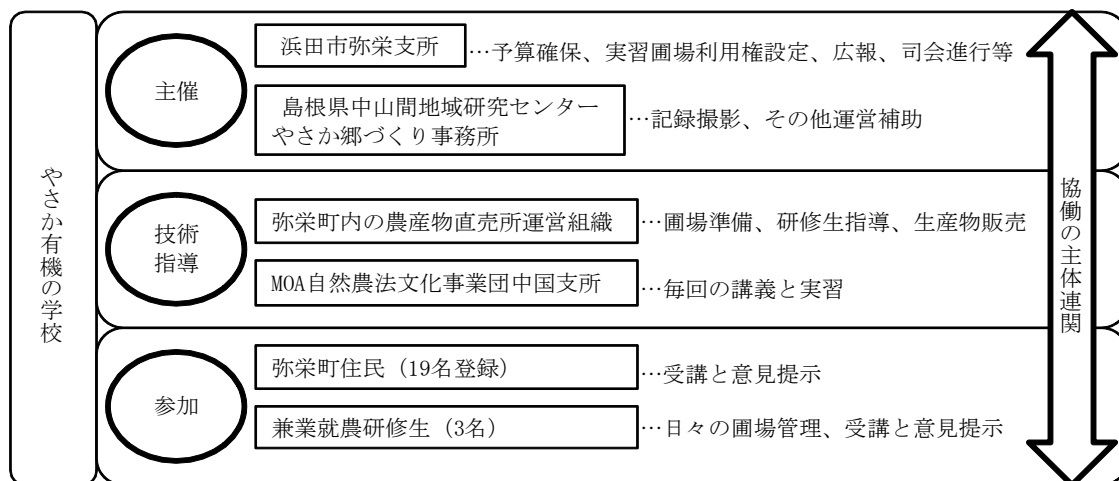 やさか有機の学校
主催
浜田市弥栄支所
…予算確保、実習圃場利用権設定、広報、司会進行等
島根県中山間地域研究センター
やさか郷づくり事務所
…記録撮影、その他運営補助
技術
指導
弥栄町内の農産物直売所運営組織
…圃場準備、研修生指導、生産物販売
MOA自然農法文化事業団中国支所
…毎回の講義と実習
参加
弥栄町住民（19名登録）
…受講と意見提示
兼業就農研修生（3名）
…日々の圃場管理、受講と意見提示
協働の主体連関